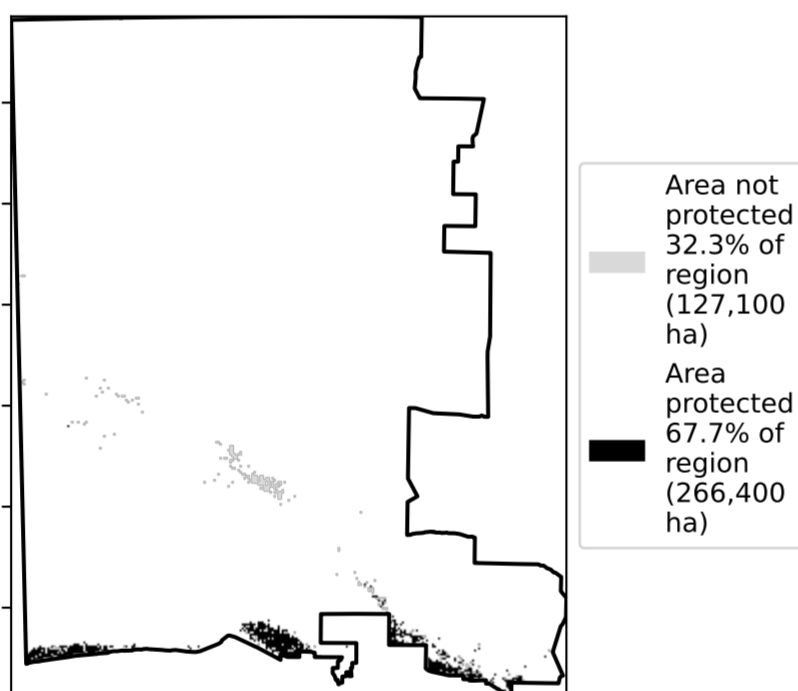 Area not
protected
32.3% of
region
(127,100
ha)
Area
protected
67.7% of
region
(266,400
ha)